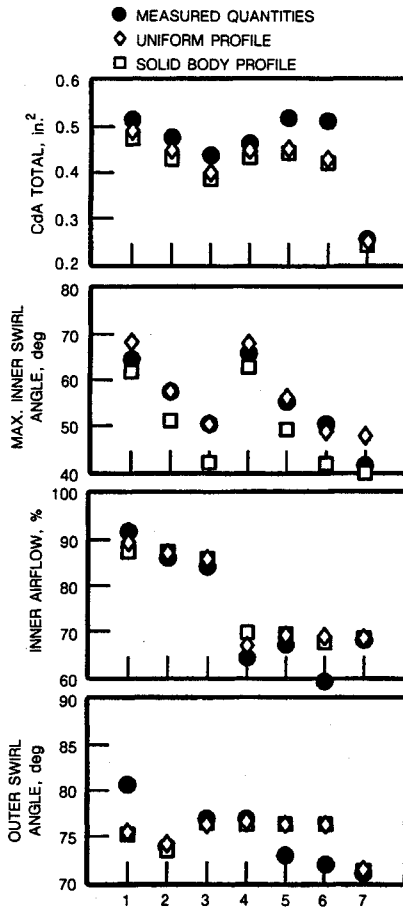 MEASURED QUANTITIES
UNIFORM PROFILE
SOLID BODY PROFILE
CdA TOTAL, in.²
0.6
0.5
0.4
0.3
0.2
MAX. INNER SWIRL
ANGLE, deg
80
70
60
50
40
INNER AIRFLOW, %
100
90
80
70
60
OUTER SWIRL
ANGLE, deg
90
85
80
75
70
1 2 3 4 5 6 7